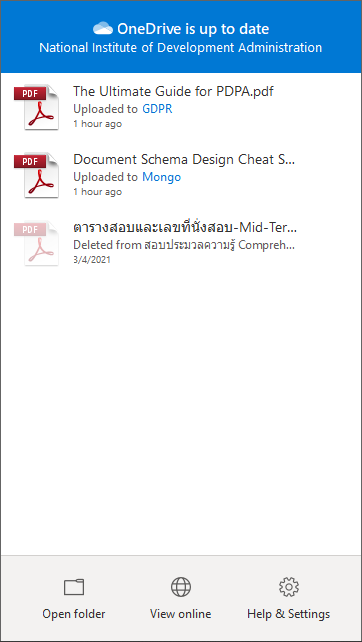 OneDrive is up to date
National Institute of Development Administration
PDF
The Ultimate Guide for PDPA.pdf
Uploaded to GDPR
1 hour ago
PDF
Document Schema Design Cheat S...
Uploaded to Mongo
1 hour ago
PDF
ตารางสอบและเลขที่นั่งสอบ-Mid-Ter...
Deleted from สอบประมวลความรู้ Compreh...
3/4/2021
Open folder
View online
Help & Settings